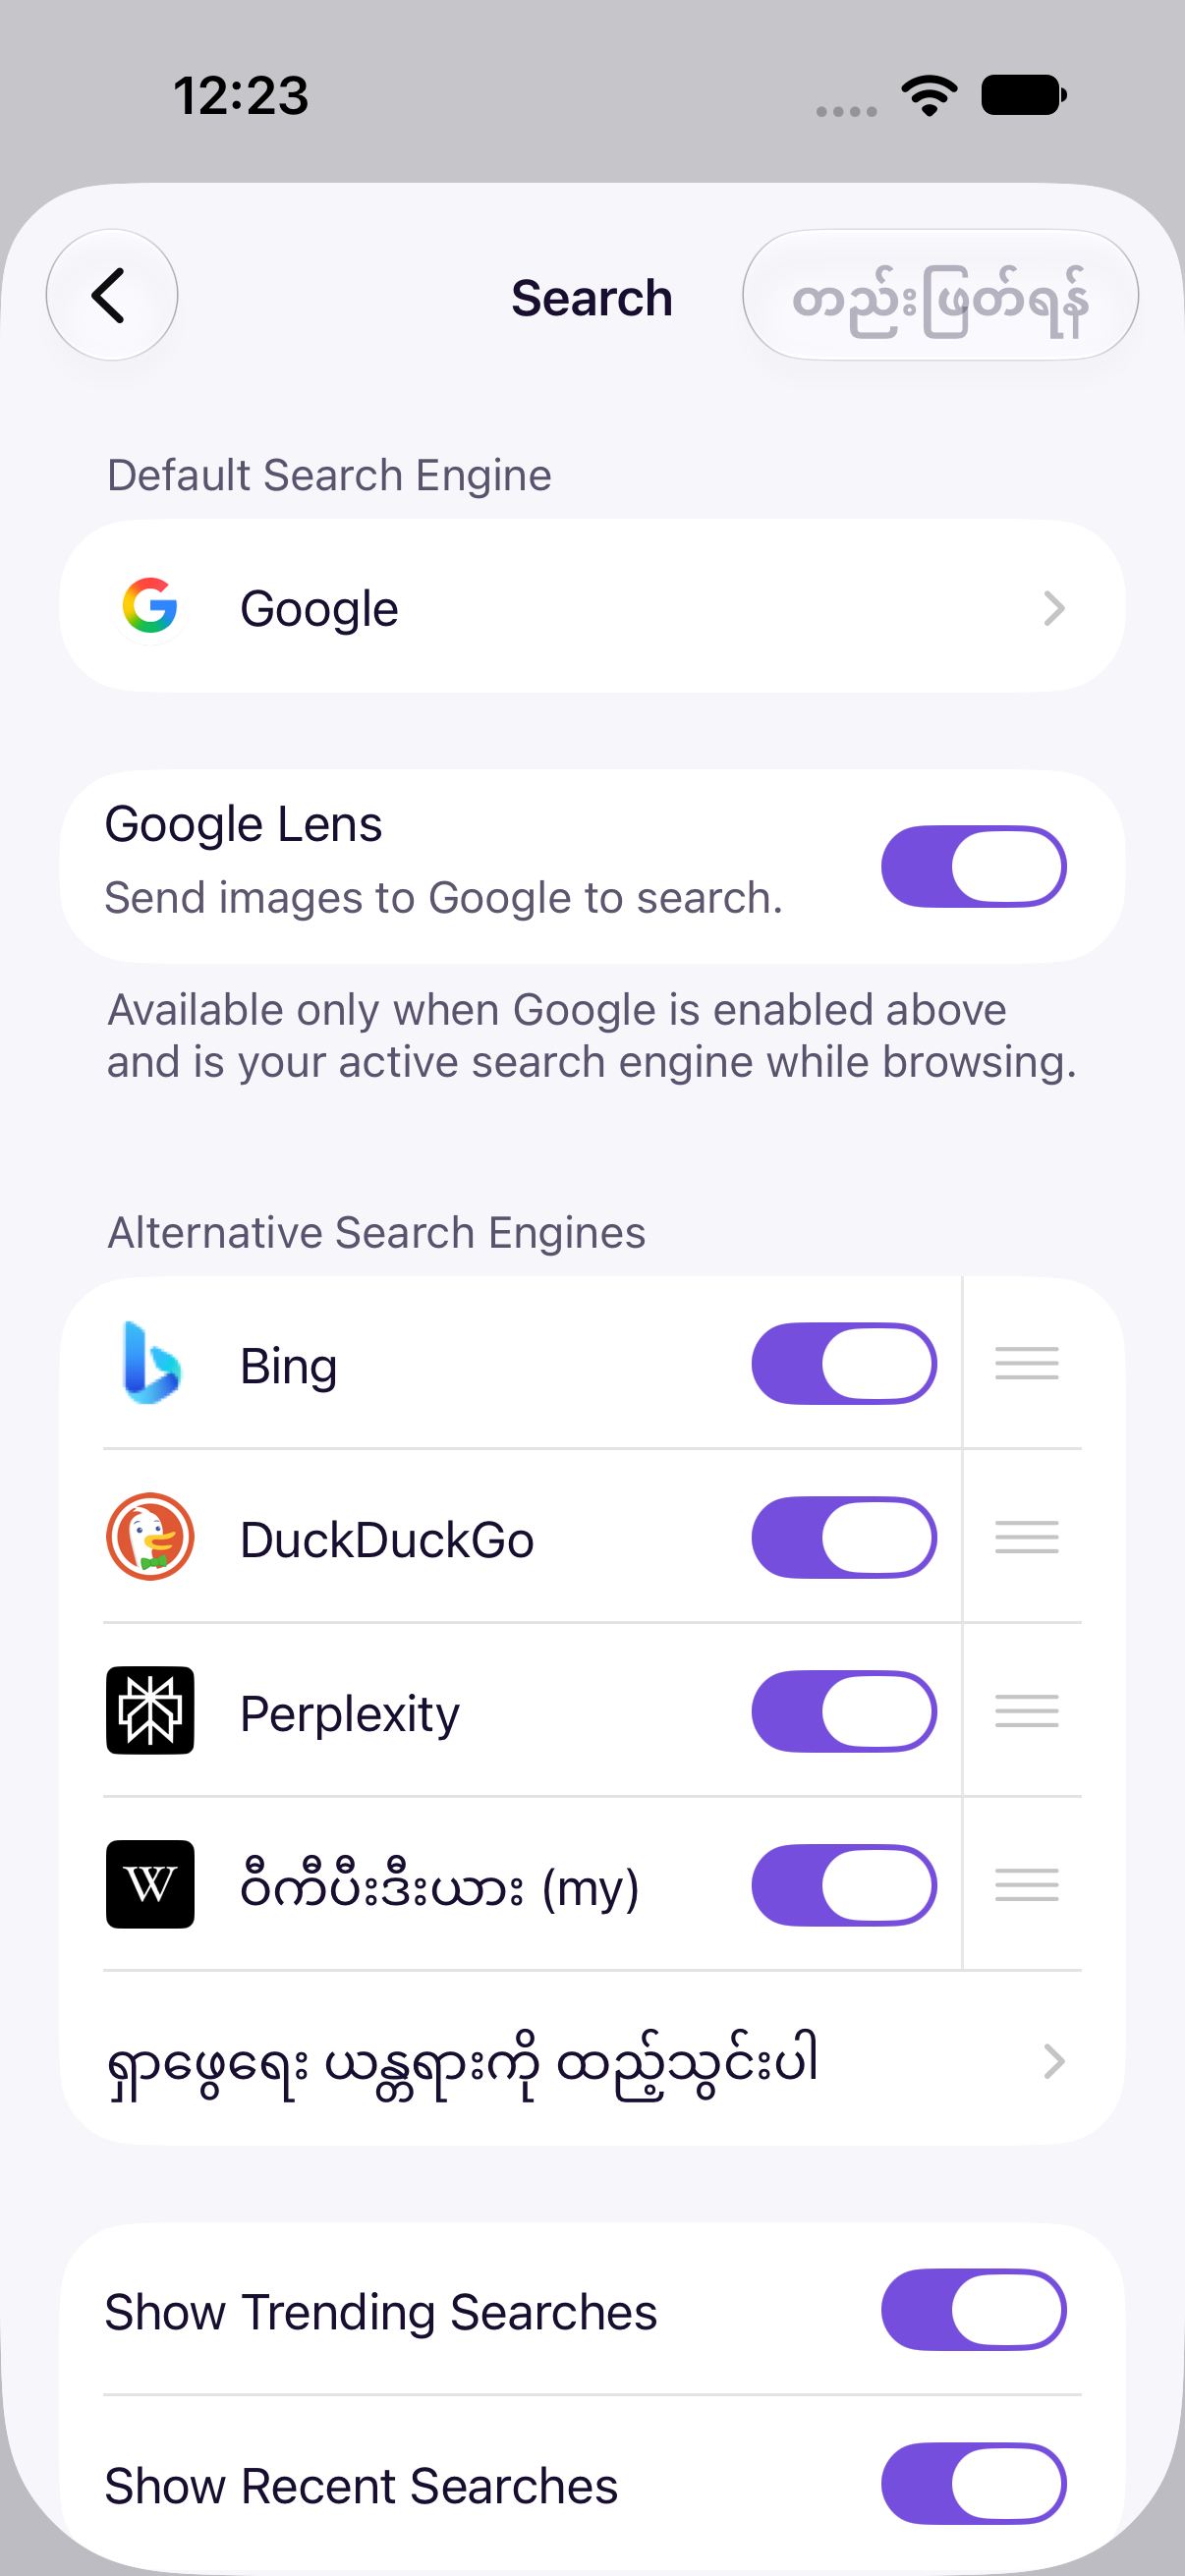 12:23
Search
တည်းဖြတ်ရန်
Default Search Engine
Google
Google Lens
Send images to Google to search.
Available only when Google is enabled above
and is your active search engine while browsing.
Alternative Search Engines
Bing
DuckDuckGo
Perplexity
W
ဝီကီပီးဒီးယား (my)
ရှာဖွေရေး ယန္တရားကို ထည့်သွင်းပါ
Show Trending Searches
Show Recent Searches